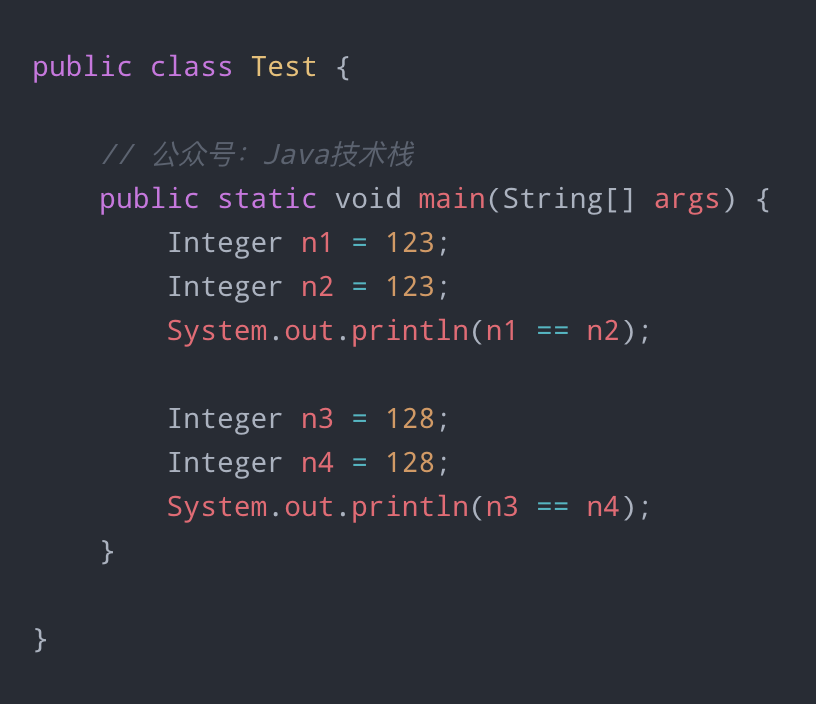 public class Test {
// 公众号：Java技术栈
public static void main(String[] args) {
Integer n1 = 123;
Integer n2 = 123;
System.out.println(n1 == n2);
Integer n3 = 128;
Integer n4 = 128;
System.out.println(n3 == n4);
}
}